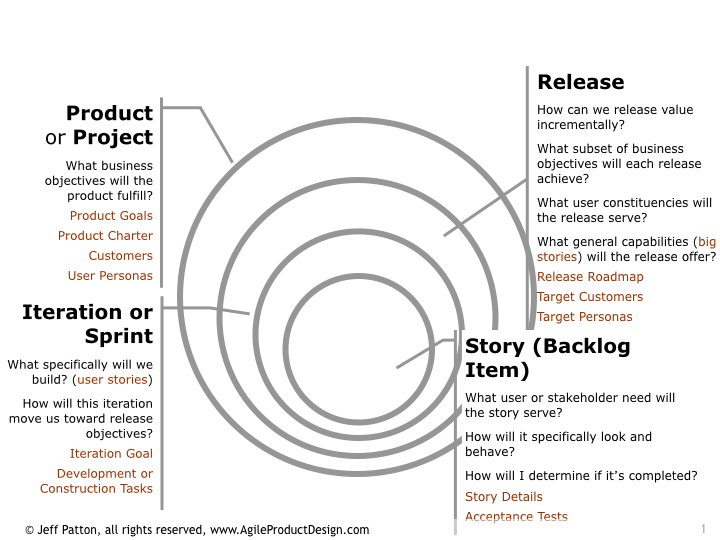 Product
or Project
What business
objectives will the
product fulfill?
Product Goals
Product Charter
Customers
User Personas
Release
How can we release value
incrementally?
What subset of business
objectives will each release
achieve?
What user constituencies will
the release serve?
What general capabilities (big
stories) will the release offer?
Release Roadmap
Target Customers
Target Personas
Iteration or
Sprint
What specifically will we
build? (user stories)
How will this iteration
move us toward release
objectives?
Iteration Goal
Development or
Construction Tasks
Story (Backlog
Item)
What user or stakeholder need will
the story serve?
How will it specifically look and
behave?
How will I determine if it’s completed?
Story Details
Acceptance Tests
© Jeff Patton, all rights reserved, www.AgileProductDesign.com
1